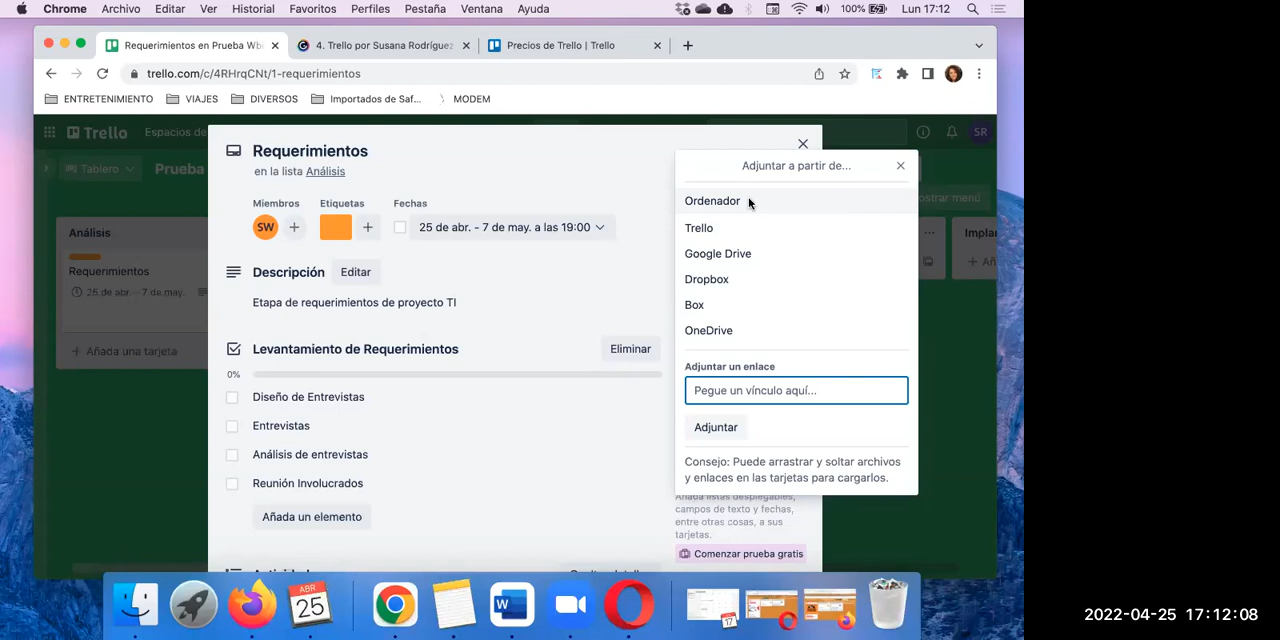 Chrome Archivo Editar Ver Historial Favoritos Perfiles Pestaña Ventana Ayuda 100% Lun 17:12
4. Trello por Susana Rodríguez
Precios de Trello | Trello
trello.com/c/4RHrqCNt/1-requerimientos
ENTRETENIMIENTO VIAJES DIVERSOS Importados de Saf... MODEM
Trello
Espacios de
SR
Tablero
Prueba
ostrar menú
Análisis
Requerimientos
25 de abr. - 7 de may.
+ Añada una tarjeta
Requerimientos
en la lista Análisis
Miembros Etiquetas Fechas
SW + + 25 de abr. - 7 de may. a las 19:00
Descripción Editar
Etapa de requerimientos de proyecto TI
Levantamiento de Requerimientos Eliminar
0%
Diseño de Entrevistas
Entrevistas
Análisis de entrevistas
Reunión Involucrados
Añada un elemento
Adjuntar a partir de...
Ordenador
Trello
Google Drive
Dropbox
Box
OneDrive
Adjuntar un enlace
Pegue un vínculo aquí...
Adjuntar
Consejo: Puede arrastrar y soltar archivos
y enlaces en las tarjetas para cargarlos.
Añada listas desplegables,
campos de texto y fechas,
entre otras cosas, a sus
tarjetas.
Comenzar prueba gratis
ABR
25
17
2022-04-25 17:12:08